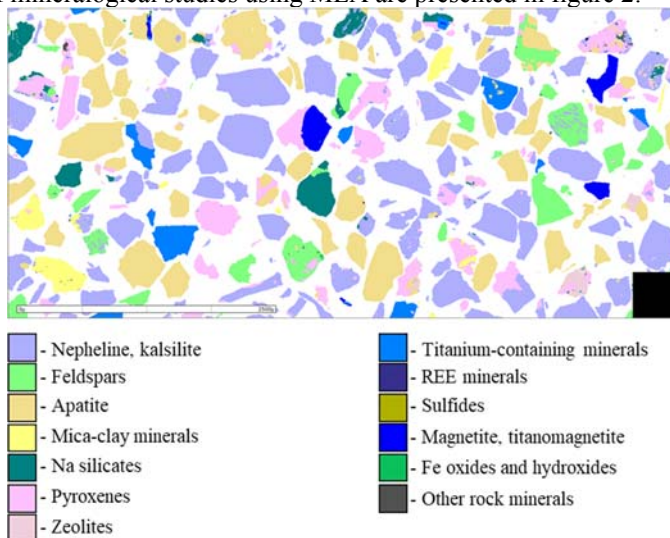 mineralogical studies using MLA are presented in figure 2.
- Nepheline, kalsilite
- Feldspars
- Apatite
- Mica-clay minerals
- Na silicates
- Pyroxenes
- Zeolites
- Titanium-containing minerals
- REE minerals
- Sulfides
- Magnetite, titanomagnetite
- Fe oxides and hydroxides
- Other rock minerals